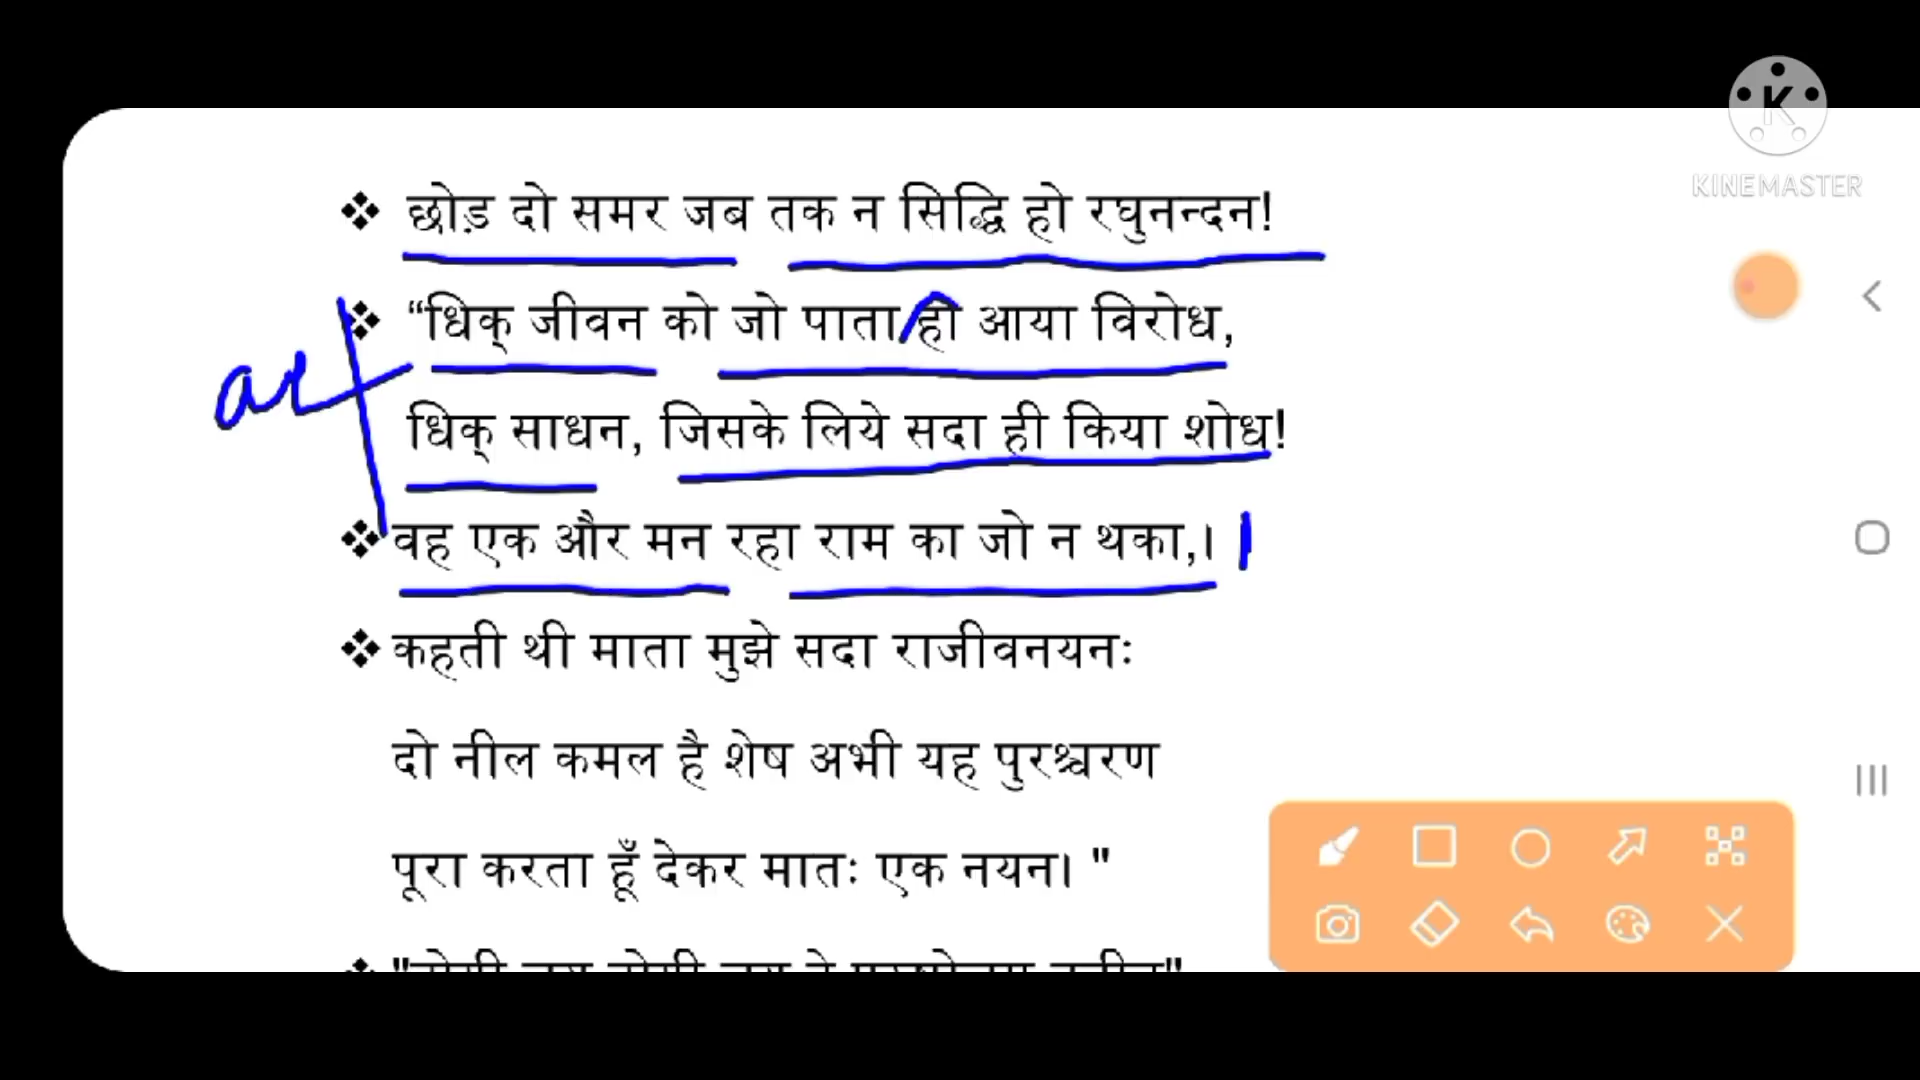 KINEMASTER
❖ छोड़ दो समर जब तक न सिद्धि हो रघुनन्दन!
❖ “धिक् जीवन को जो पाता ही आया विरोध,
धिक् साधन, जिसके लिये सदा ही किया शोध!
❖ वह एक और मन रहा राम का जो न थका,।
❖ कहती थी माता मुझे सदा राजीवनयनः
दो नील कमल है शेष अभी यह पुरश्चरण
पूरा करता हूँ देकर मातः एक नयन। "